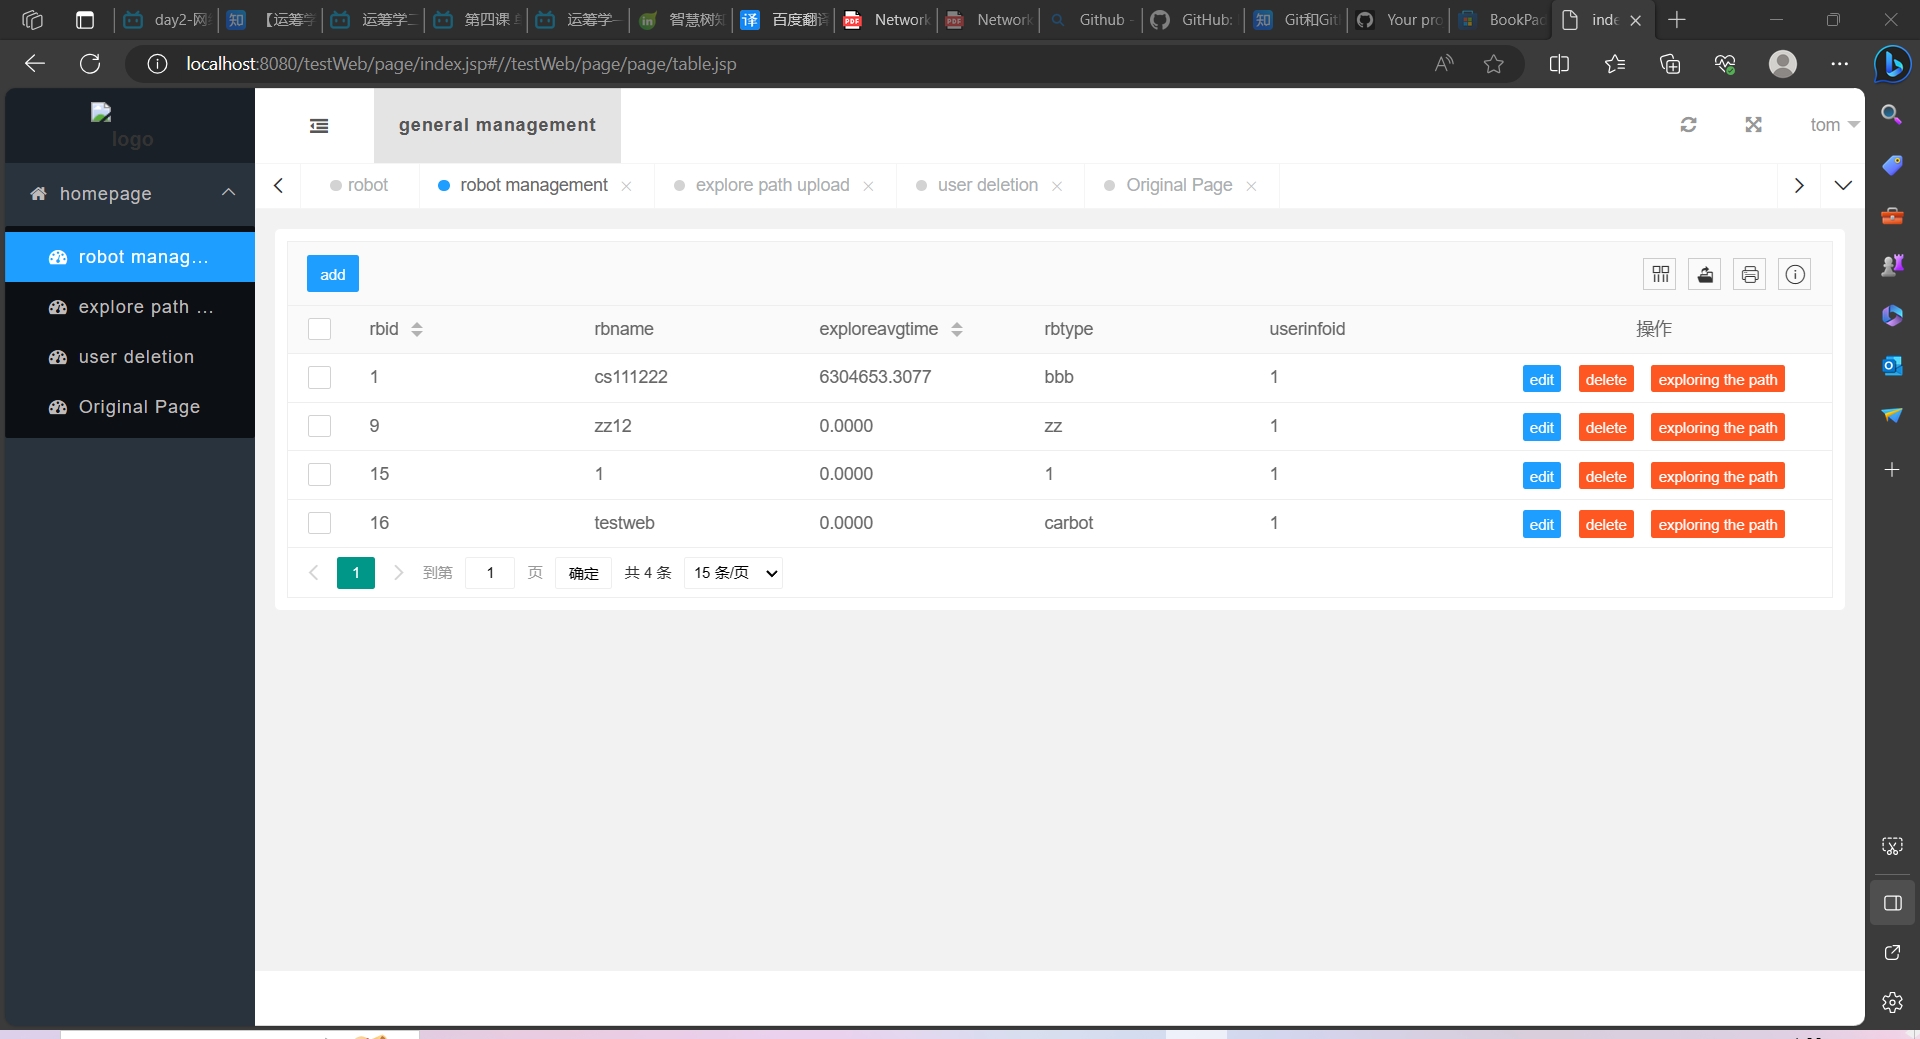 day2-网 【运筹学 运筹学二 第四课 运筹学一 智慧树知 百度翻译 Network Network Github - GitHub: Git和Git Your pro BookPad inde
localhost:8080/testWeb/page/index.jsp#//testWeb/page/page/table.jsp
logo
general management
tom
homepage
robot
robot management
explore path upload
user deletion
Original Page
robot manag...
explore path ...
user deletion
Original Page
add
rbid rbname exploreavgtime rbtype userinfoid 操作
1 cs111222 6304653.3077 bbb 1 edit delete exploring the path
9 zz12 0.0000 zz 1 edit delete exploring the path
15 1 0.0000 1 1 edit delete exploring the path
16 testweb 0.0000 carbot 1 edit delete exploring the path
1 到第 1 页 确定 共 4 条 15 条/页